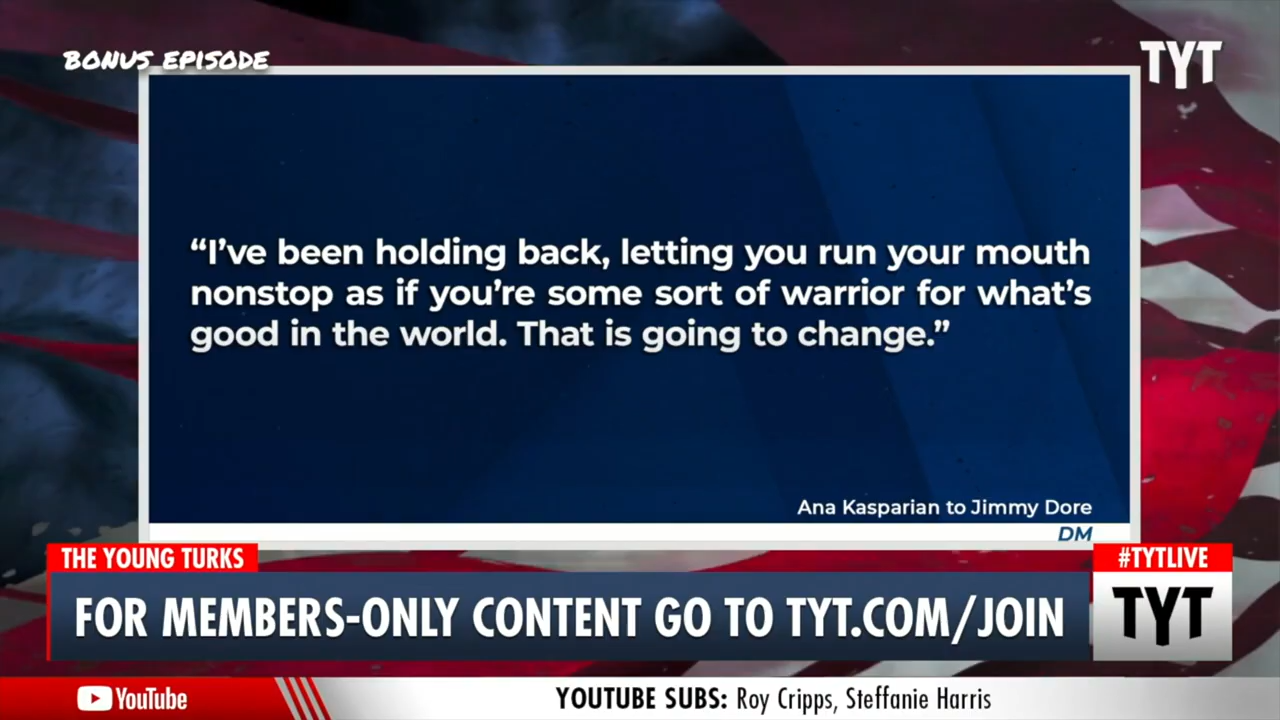 BONUS EPISODE
TYT
“I’ve been holding back, letting you run your mouth
nonstop as if you’re some sort of warrior for what’s
good in the world. That is going to change.”
Ana Kasparian to Jimmy Dore
DM
THE YOUNG TURKS
#TYTLIVE
FOR MEMBERS-ONLY CONTENT GO TO TYT.COM/JOIN
TYT
YouTube
YOUTUBE SUBS: Roy Cripps, Steffanie Harris